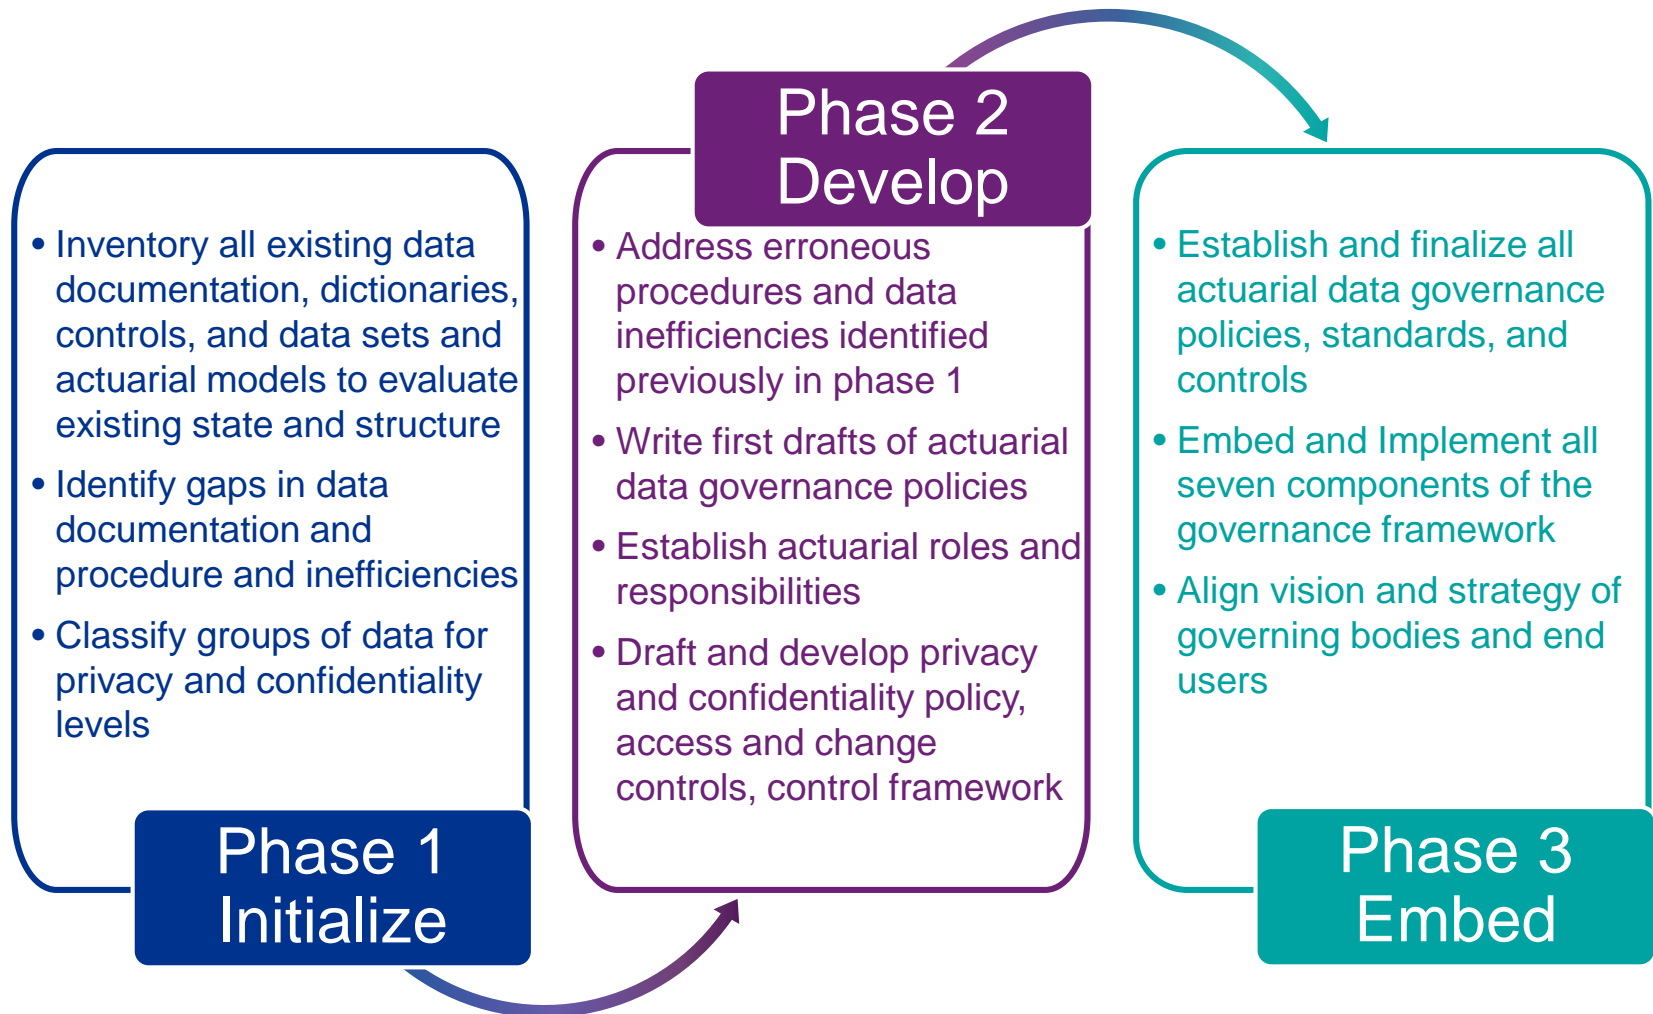 • Inventory all existing data
documentation, dictionaries,
controls, and data sets and
actuarial models to evaluate
existing state and structure
• Identify gaps in data
documentation and
procedure and inefficiencies
• Classify groups of data for
privacy and confidentiality
levels
Phase 1
Initialize
Phase 2
Develop
• Address erroneous
procedures and data
inefficiencies identified
previously in phase 1
• Write first drafts of actuarial
data governance policies
• Establish actuarial roles and
responsibilities
• Draft and develop privacy
and confidentiality policy,
access and change
controls, control framework
• Establish and finalize all
actuarial data governance
policies, standards, and
controls
• Embed and Implement all
seven components of the
governance framework
• Align vision and strategy of
governing bodies and end
users
Phase 3
Embed